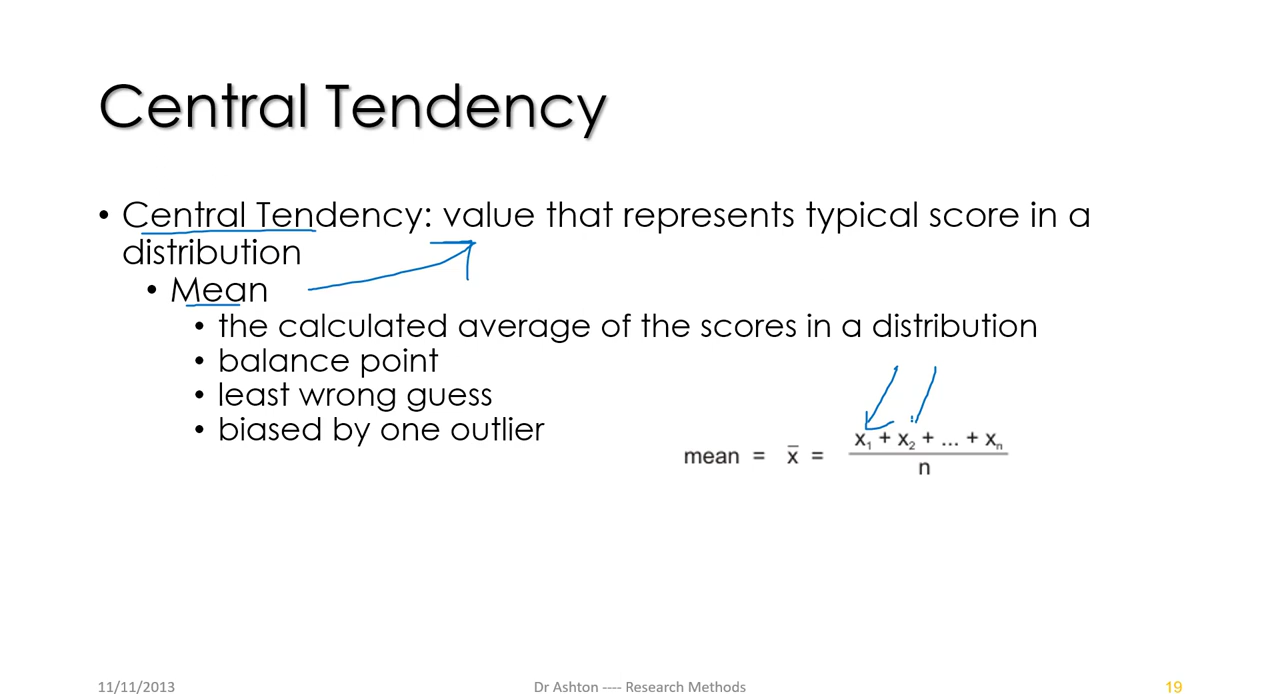 Central Tendency
• Central Tendency: value that represents typical score in a
distribution
• Mean
• the calculated average of the scores in a distribution
• balance point
• least wrong guess
• biased by one outlier
mean = x̄ = (x₁ + x₂ + ... + xₙ) / n
11/11/2013 Dr Ashton ---- Research Methods 19